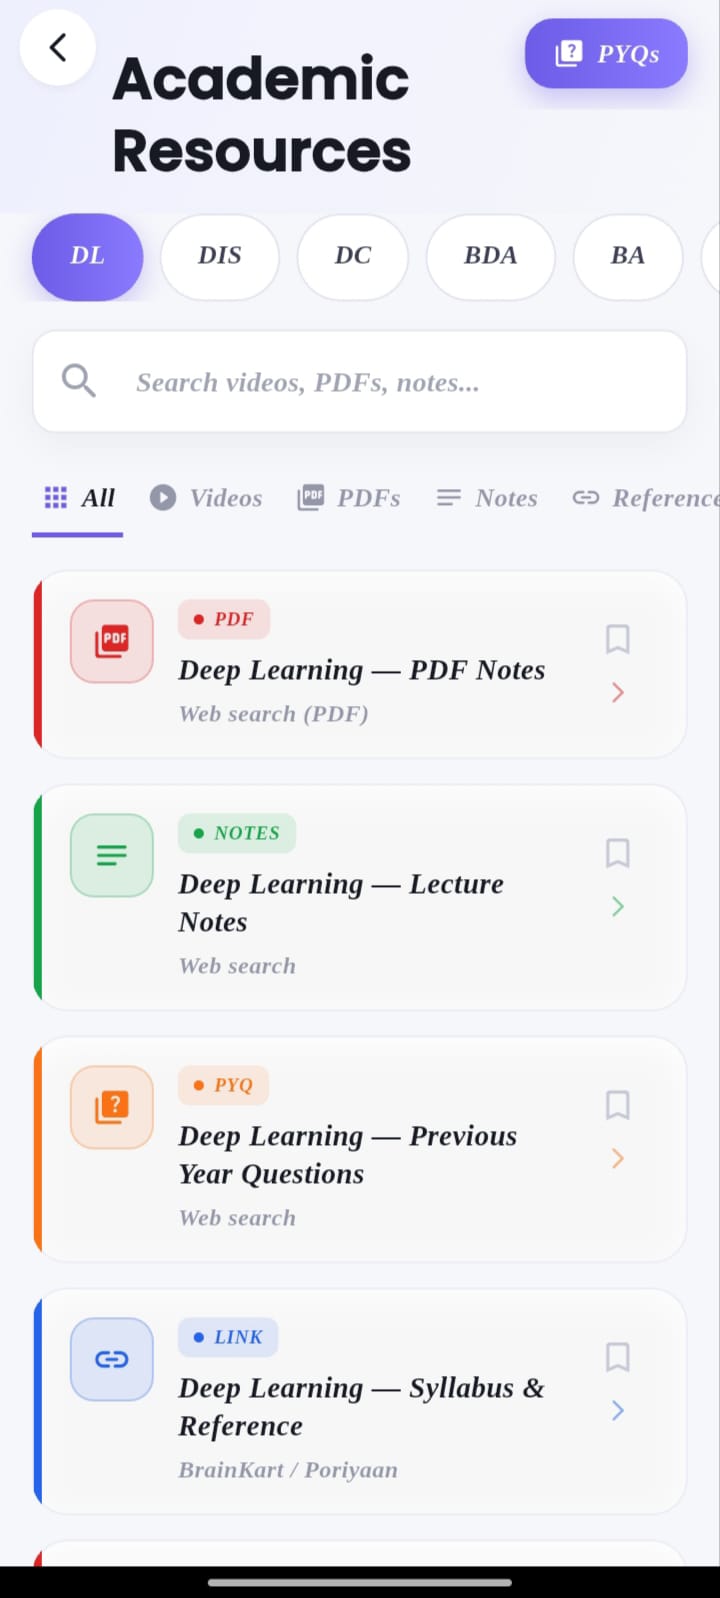 Academic
Resources
PYQs
DL
DIS
DC
BDA
BA
Search videos, PDFs, notes...
All
Videos
PDFs
Notes
Reference
PDF
PDF
Deep Learning — PDF Notes
Web search (PDF)
NOTES
Deep Learning — Lecture
Notes
Web search
PYQ
Deep Learning — Previous
Year Questions
Web search
LINK
Deep Learning — Syllabus &
Reference
BrainKart / Poriyaan